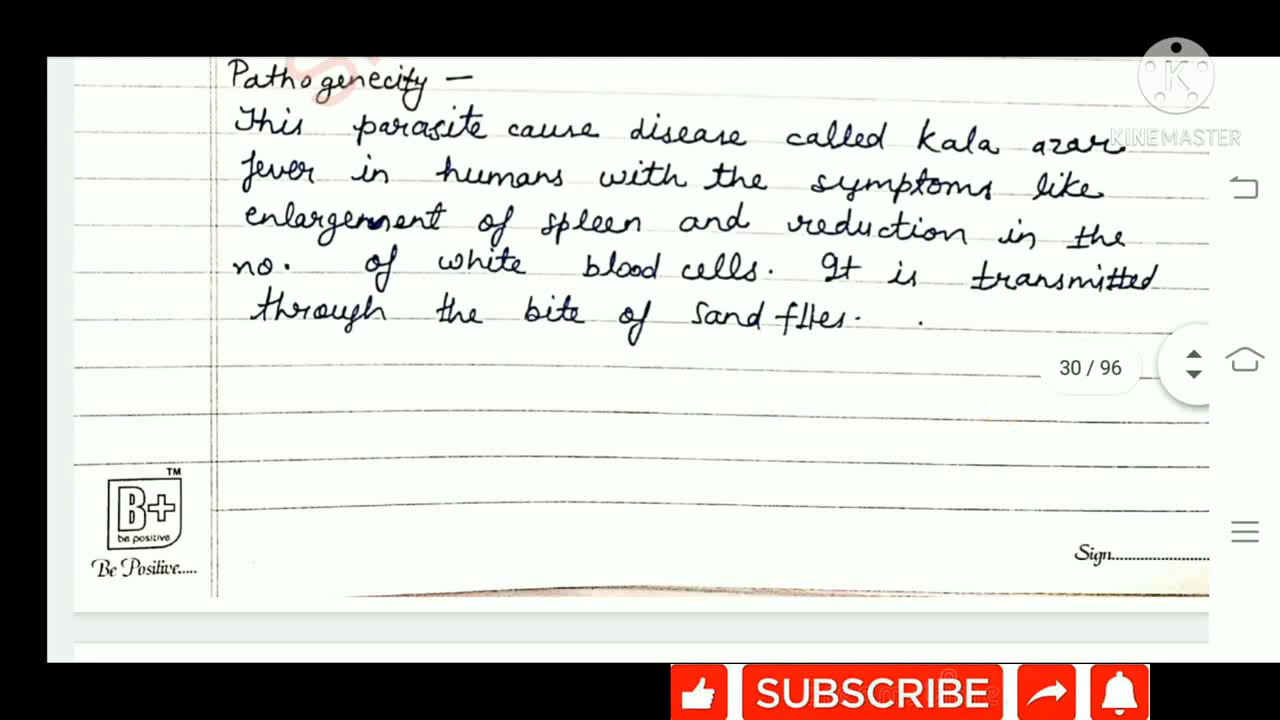 Pathogenecity —
KINEMASTER
This parasite cause disease called Kala azar
fever in humans with the symptoms like
enlargement of spleen and reduction in the
no. of white blood cells. It is transmitted
through the bite of sand flies.
30 / 96
TM
B+
be positive
Be Positive.....
Sign......................
SUBSCRIBE